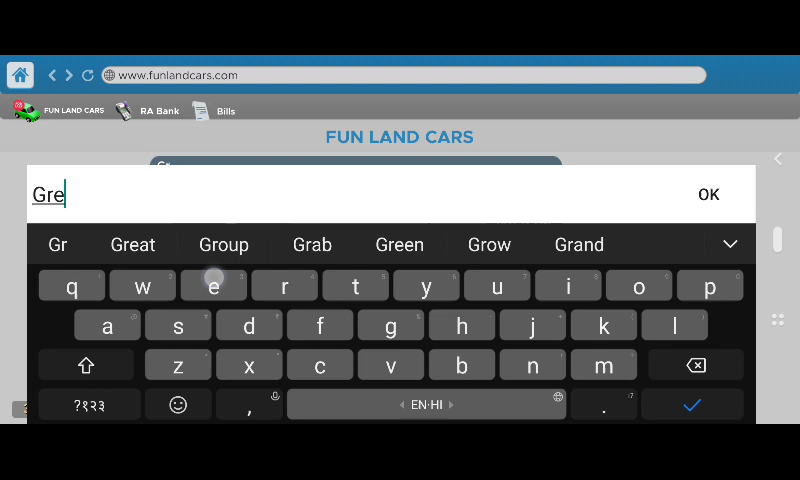 www.funlandcars.com
FUN LAND CARS
RA Bank
Bills
FUN LAND CARS
Gre
OK
Gr
Great
Group
Grab
Green
Grow
Grand
q w e r t y u i o p
a s d f g h j k l
z x c v b n m
?१२३
,
EN·HI
.